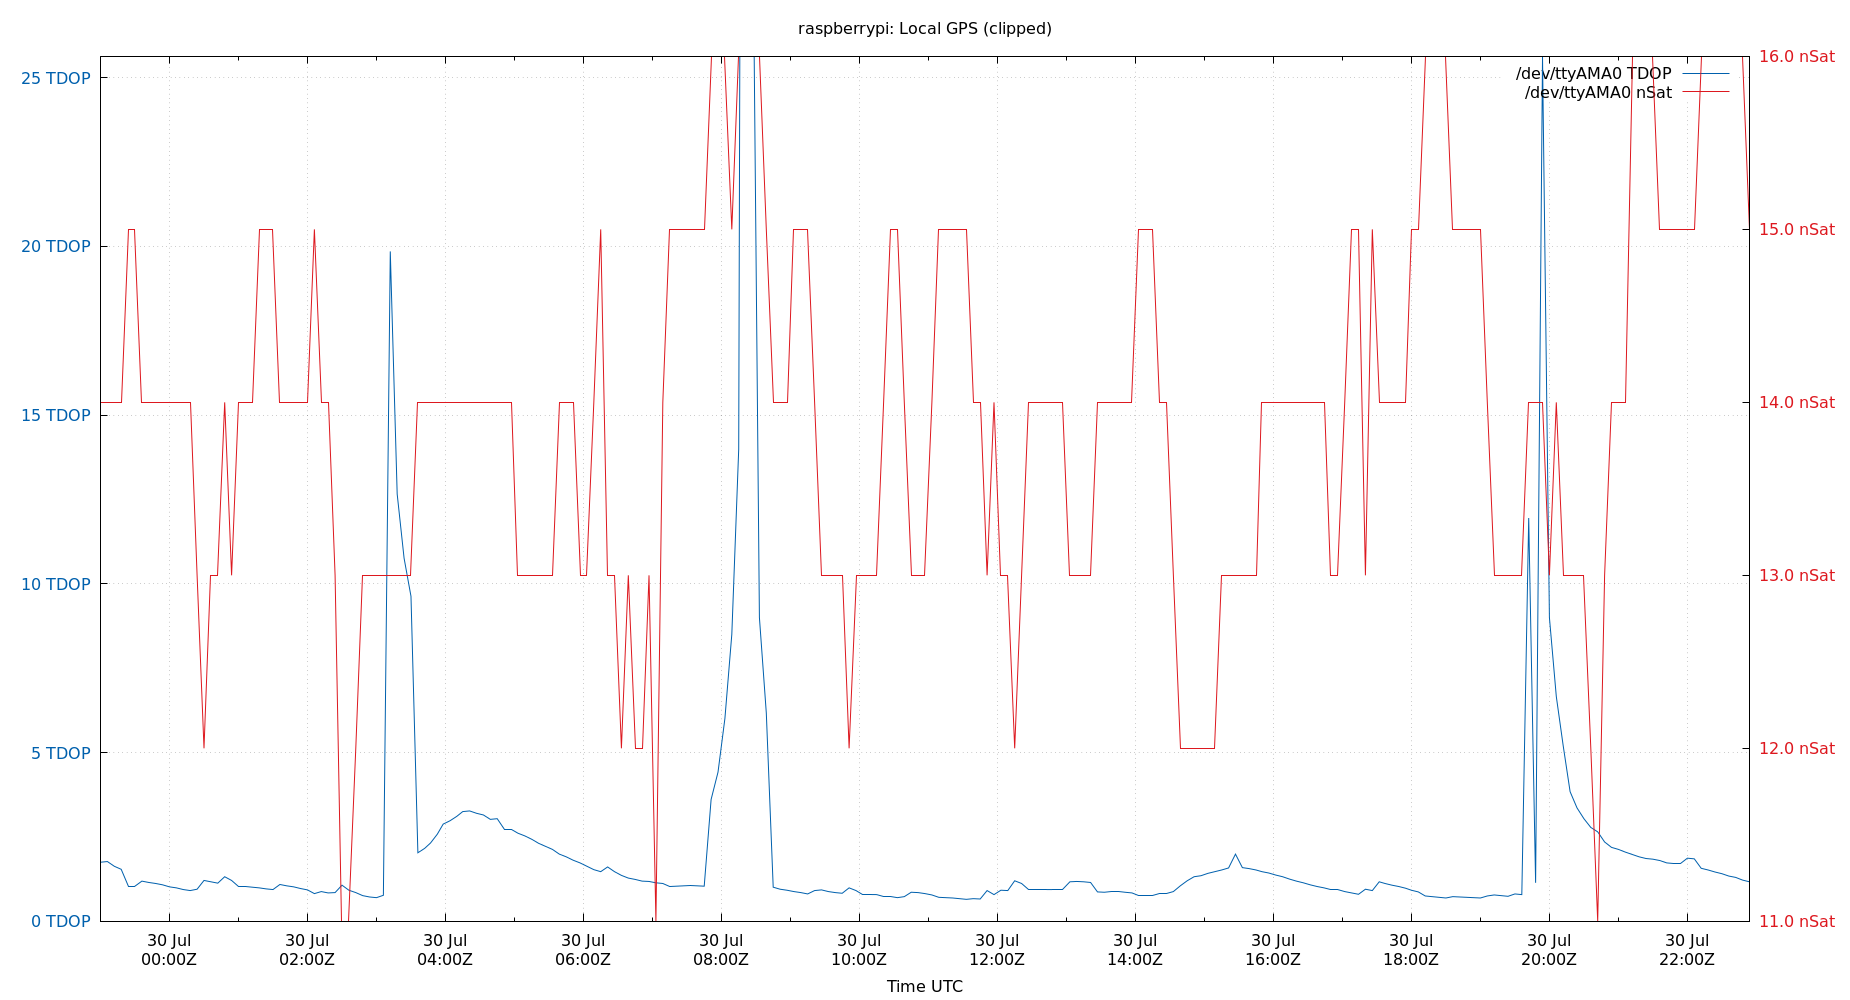 raspberrypi: Local GPS (clipped)
25 TDOP
20 TDOP
15 TDOP
10 TDOP
5 TDOP
0 TDOP
16.0 nSat
15.0 nSat
14.0 nSat
13.0 nSat
12.0 nSat
11.0 nSat
/dev/ttyAMA0 TDOP
/dev/ttyAMA0 nSat
30 Jul 30 Jul 30 Jul 30 Jul 30 Jul 30 Jul 30 Jul 30 Jul 30 Jul 30 Jul 30 Jul 30 Jul
00:00Z 02:00Z 04:00Z 06:00Z 08:00Z 10:00Z 12:00Z 14:00Z 16:00Z 18:00Z 20:00Z 22:00Z
Time UTC